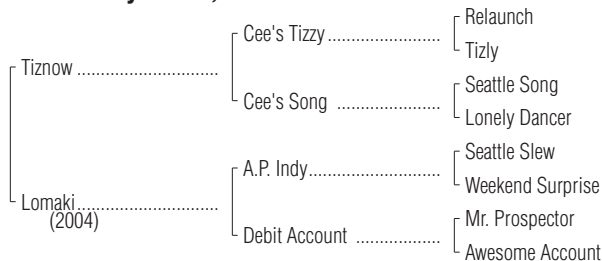 Relaunch
Cee's Tizzy ........................
Tizly
Tiznow ..............................
Seattle Song
Cee's Song ......................
Lonely Dancer
Seattle Slew
A.P. Indy............................
Weekend Surprise
Lomaki..............................
(2004)
Mr. Prospector
Debit Account ..................
Awesome Account